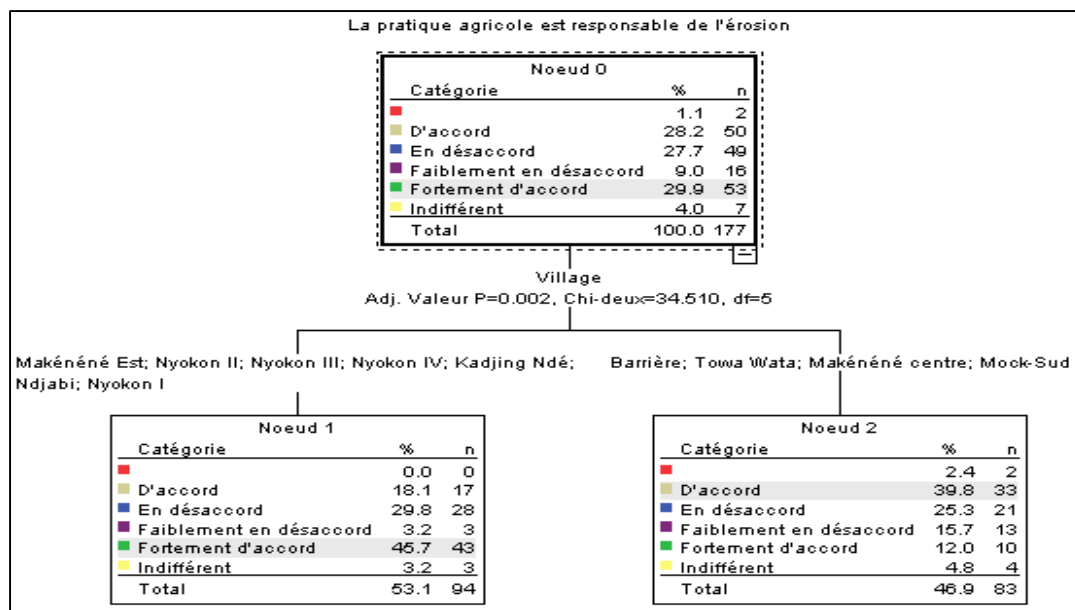 La pratique agricole est responsable de l'érosion
Noeud 0
Catégorie % n
1.1 2
D'accord 28.2 50
En désaccord 27.7 49
Faiblement en désaccord 9.0 16
Fortement d'accord 29.9 53
Indifférent 4.0 7
Total 100.0 177
Village
Adj. Valeur P=0.002, Chi-deux=34.510, df=5
Makénéné Est; Nyokon II; Nyokon III; Nyokon IV; Kadjing Ndé;
Ndjabi; Nyokon I
Barrière; Towa Wata; Makénéné centre; Mock-Sud
Noeud 1
Catégorie % n
0.0 0
D'accord 18.1 17
En désaccord 29.8 28
Faiblement en désaccord 3.2 3
Fortement d'accord 45.7 43
Indifférent 3.2 3
Total 53.1 94
Noeud 2
Catégorie % n
2.4 2
D'accord 39.8 33
En désaccord 25.3 21
Faiblement en désaccord 15.7 13
Fortement d'accord 12.0 10
Indifférent 4.8 4
Total 46.9 83